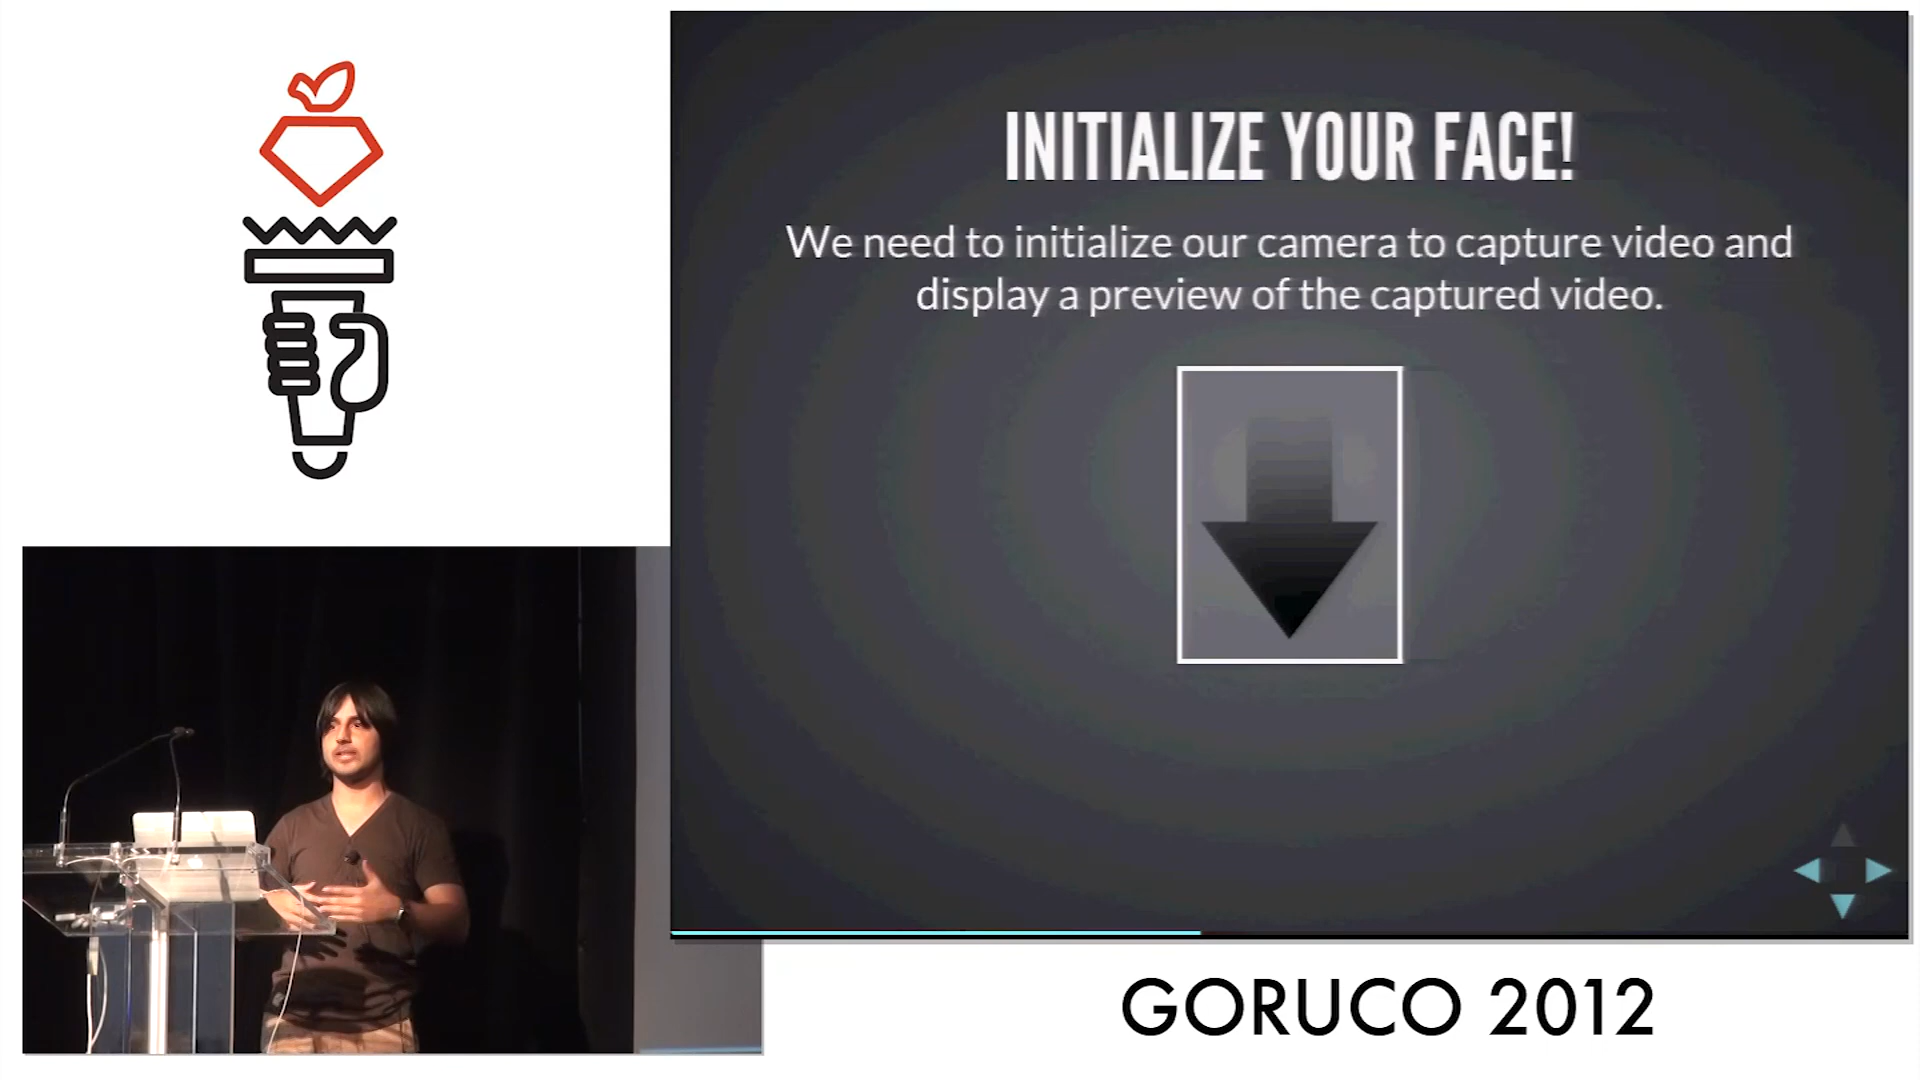 INITIALIZE YOUR FACE!
We need to initialize our camera to capture video and
display a preview of the captured video.
GORUCO 2012